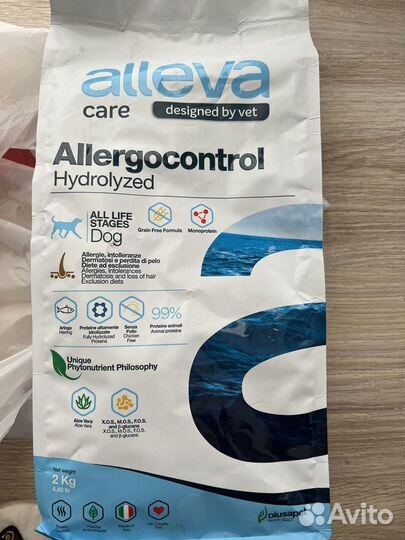 alleva
care
designed by vet
Allergocontrol
Hydrolyzed
ALL LIFE
STAGES
Dog
Grain Free Formula
Monoprotein
Allergie, intolleranze
Dermatosi e perdita di pelo
Diete ad esclusione
Allergies, intolerances
Dermatosis and loss of hair
Exclusion diets
99%
Aringa
Herring
Proteine altamente
idrolizzate
Fully Hydrolyzed
Proteins
Senza
Pollo
Chicken
Free
Proteine animali
Animal proteins
Unique
Phytonutrient Philosophy
Aloe Vera
Aloe Vera
X.O.S., M.O.S., F.O.S.
and β-glucans
X.O.S., M.O.S., F.O.S.
and β-glucans
Net weight
2 Kg
4,40 lb
diusapet
Avito